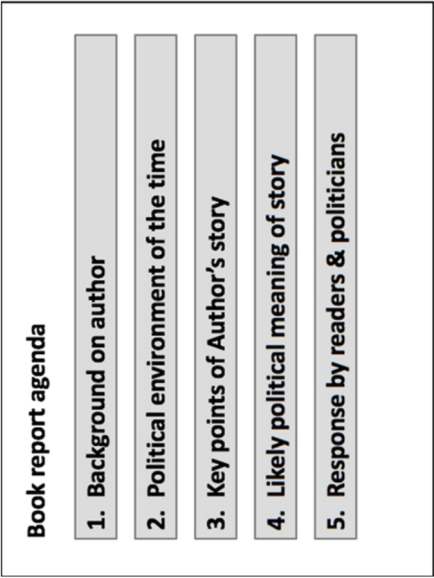 Book report agenda
1. Background on author
2. Political environment of the time
3. Key points of Author's story
4. Likely political meaning of story
5. Response by readers & politicians